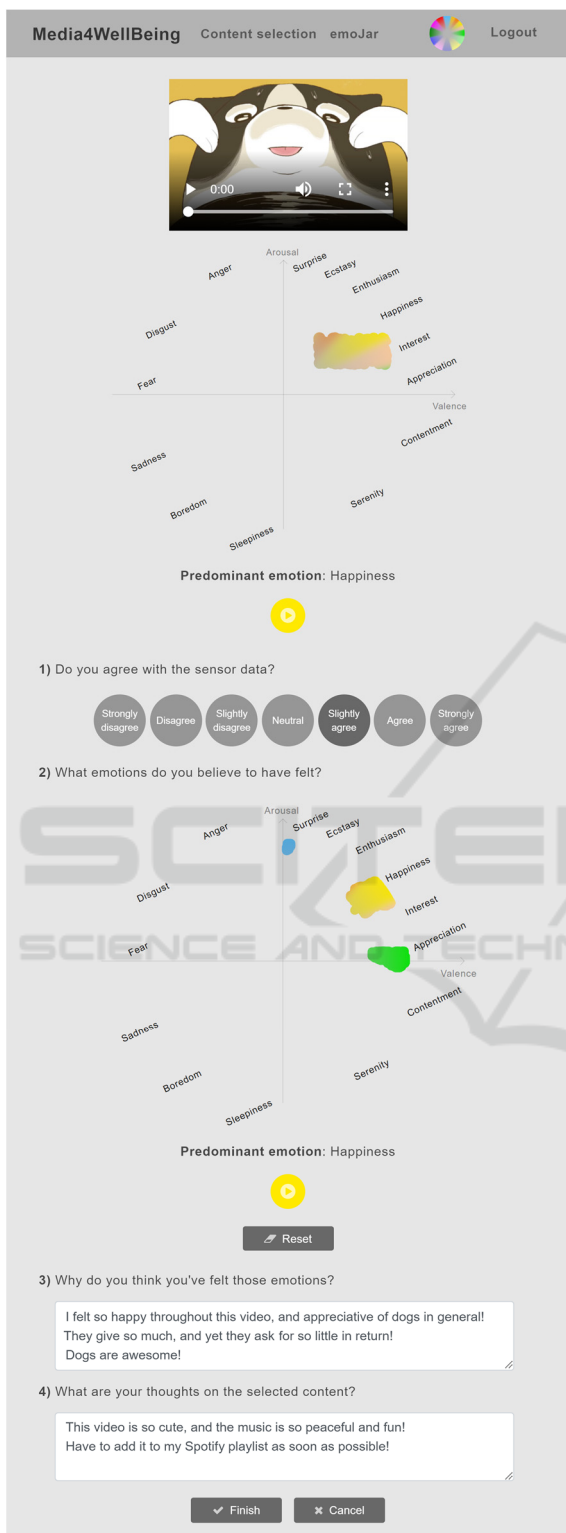 Media4WellBeing Content selection emoJar Logout
0:00
Arousal
Surprise
Ecstasy
Anger
Enthusiasm
Happiness
Disgust
Interest
Appreciation
Fear
Valence
Contentment
Sadness
Serenity
Boredom
Sleepiness
Predominant emotion: Happiness
1) Do you agree with the sensor data?
Strongly disagree
Disagree
Slightly disagree
Neutral
Slightly agree
Agree
Strongly agree
2) What emotions do you believe to have felt?
Arousal
Surprise
Ecstasy
Anger
Enthusiasm
Happiness
Disgust
Interest
Appreciation
Fear
Valence
Contentment
Sadness
Serenity
Boredom
Sleepiness
SCITE
SCIENCE AND TECH
Predominant emotion: Happiness
Reset
3) Why do you think you've felt those emotions?
I felt so happy throughout this video, and appreciative of dogs in general!
They give so much, and yet they ask for so little in return!
Dogs are awesome!
4) What are your thoughts on the selected content?
This video is so cute, and the music is so peaceful and fun!
Have to add it to my Spotify playlist as soon as possible!
Finish
Cancel